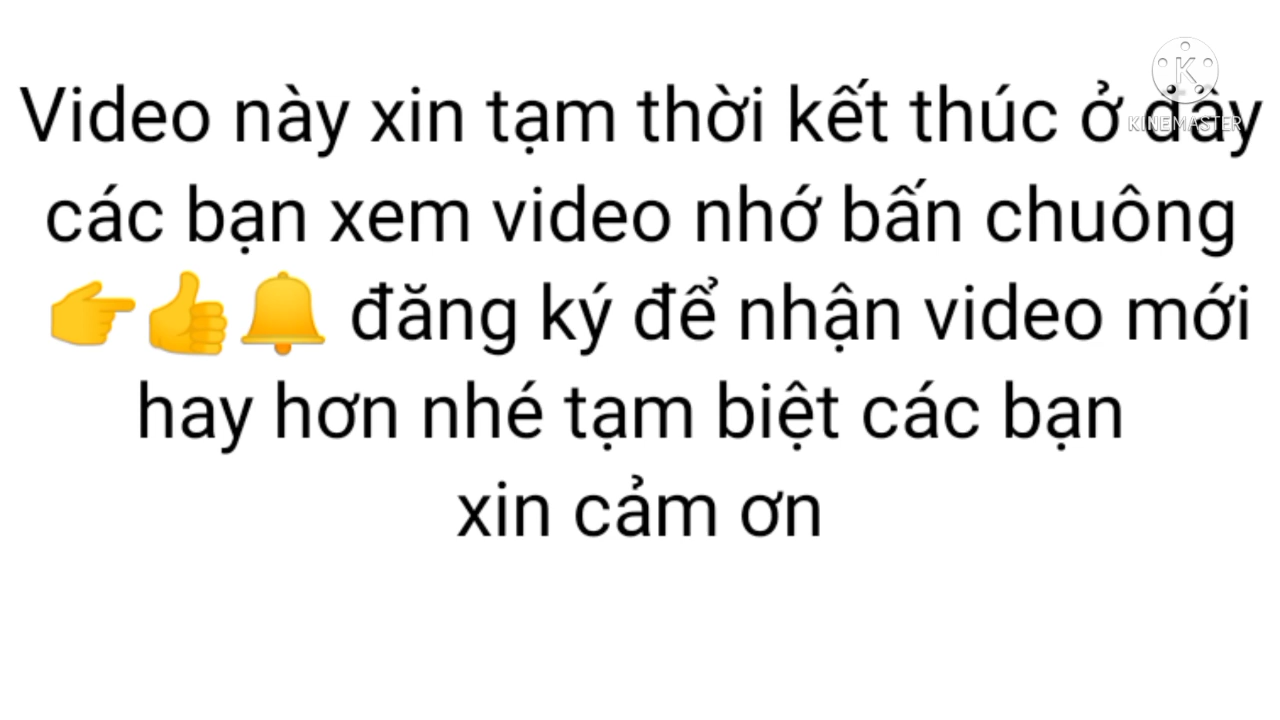 Video này xin tạm thời kết thúc ở dây
các bạn xem video nhớ bấn chuông
👉👍🔔 đăng ký để nhận video mới
hay hơn nhé tạm biệt các bạn
xin cảm ơn
K
KINEMASTER